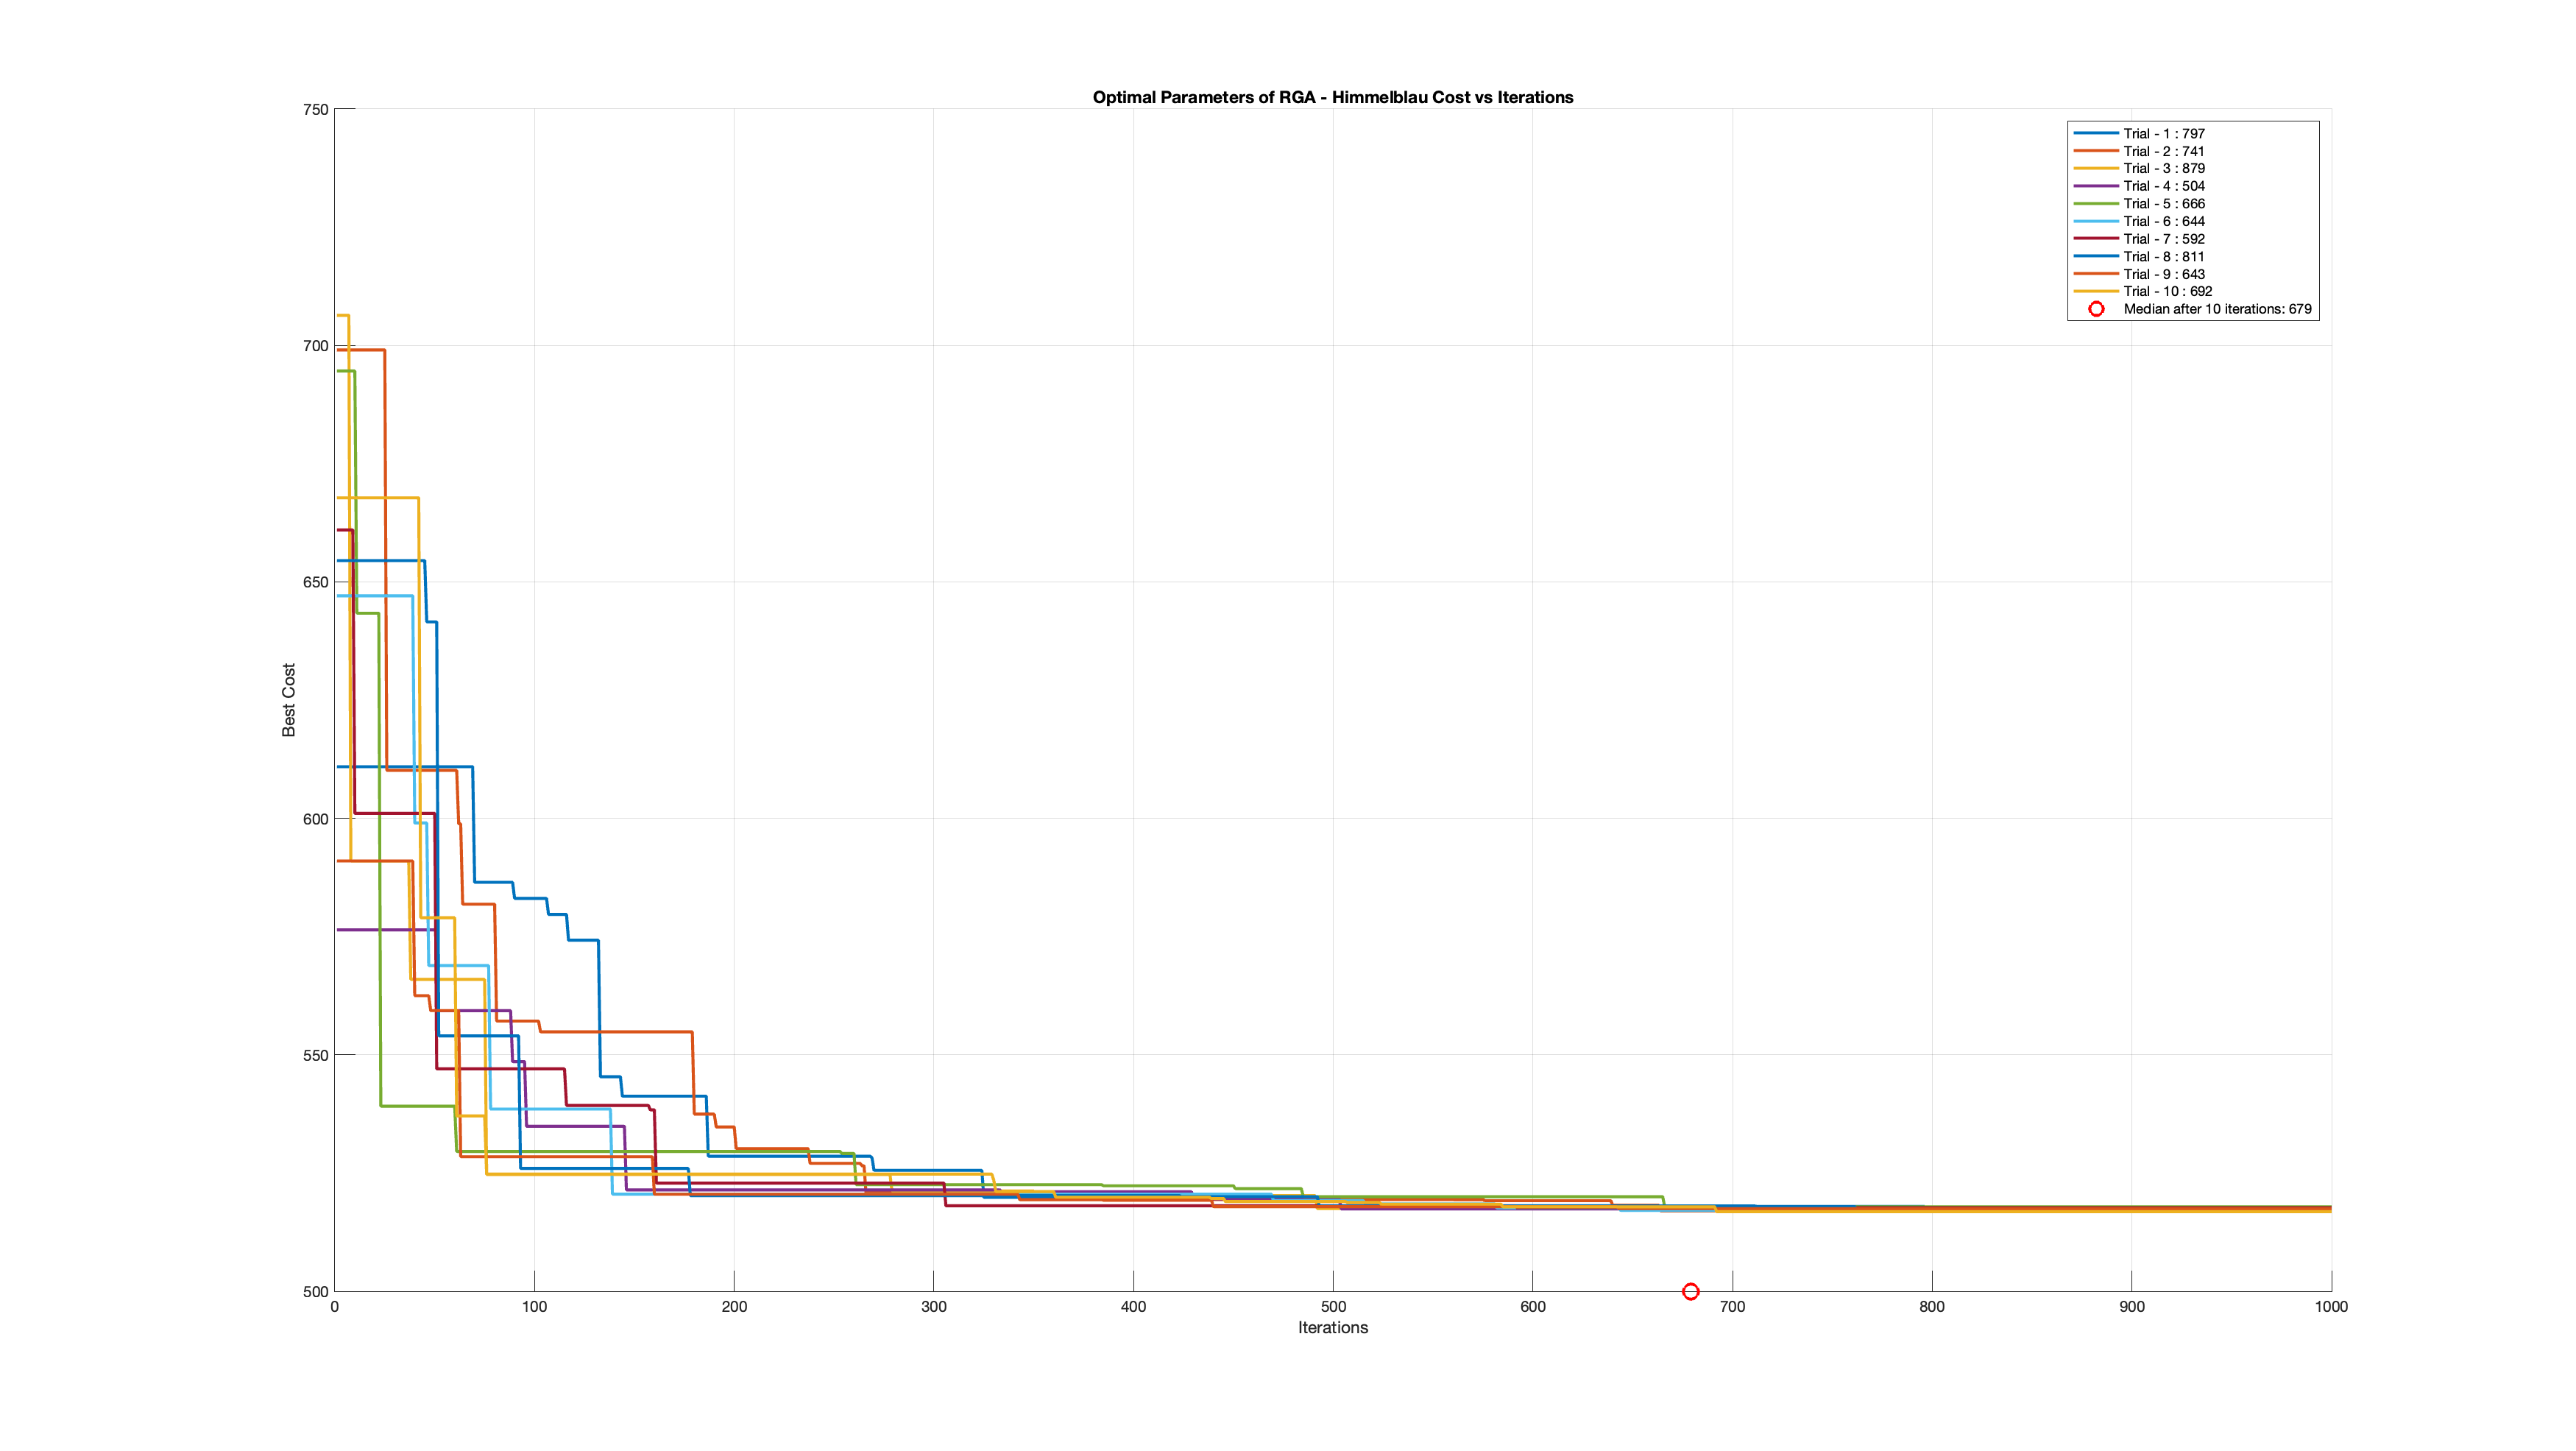 Optimal Parameters of RGA - Himmelblau Cost vs Iterations
Trial - 1 : 797
Trial - 2 : 741
Trial - 3 : 879
Trial - 4 : 504
Trial - 5 : 666
Trial - 6 : 644
Trial - 7 : 592
Trial - 8 : 811
Trial - 9 : 643
Trial - 10 : 692
Median after 10 iterations: 679
Best Cost
750
700
650
600
550
500
0 100 200 300 400 500 600 700 800 900 1000
Iterations